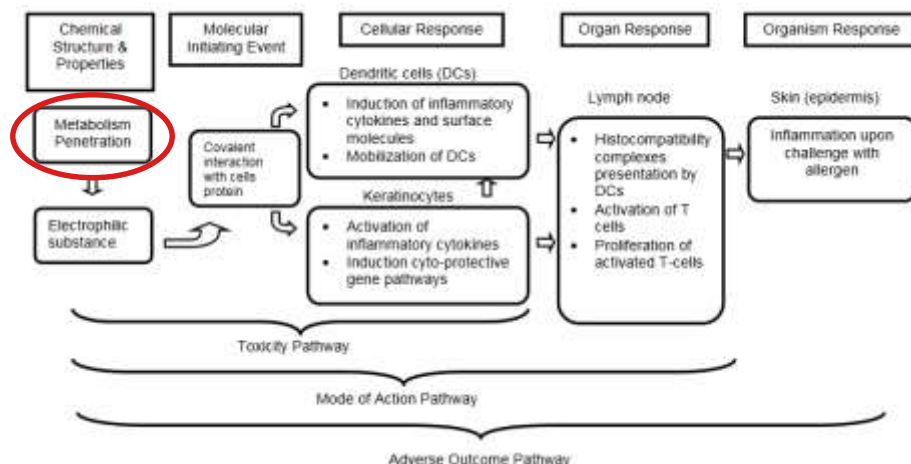 Chemical
Structure &
Properties
Molecular
Initiating Event
Cellular Response
Organ Response
Organism Response
Metabolism
Penetration
Electrophilic
substance
Covalent
interaction
with cells
protein
Dendritic cells (DCs)
• Induction of inflammatory
cytokines and surface
molecules
• Mobilization of DCs
Keratinocytes
• Activation of
inflammatory cytokines
• Induction cyto-protective
gene pathways
Lymph node
• Histocompatibility
complexes
presentation by
DCs
• Activation of T
cells
• Proliferation of
activated T-cells
Skin (epidermis)
Inflammation upon
challenge with
allergen
Toxicity Pathway
Mode of Action Pathway
Adverse Outcome Pathway